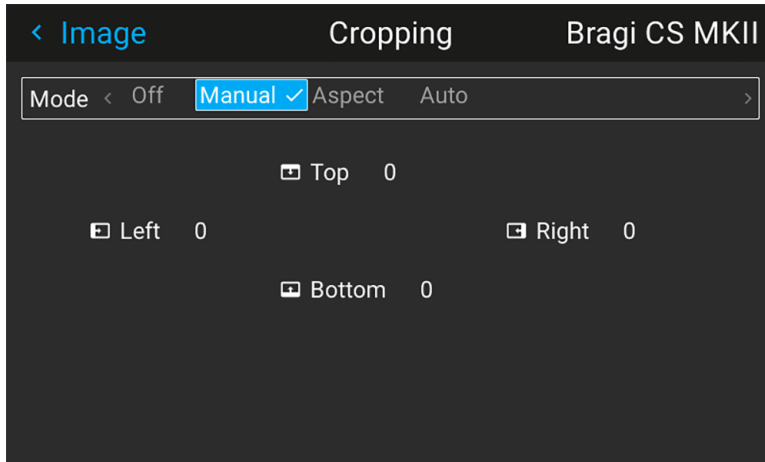 Image Cropping Bragi CS MKII
Mode Off Manual Aspect Auto
Top 0
Left 0 Right 0
Bottom 0